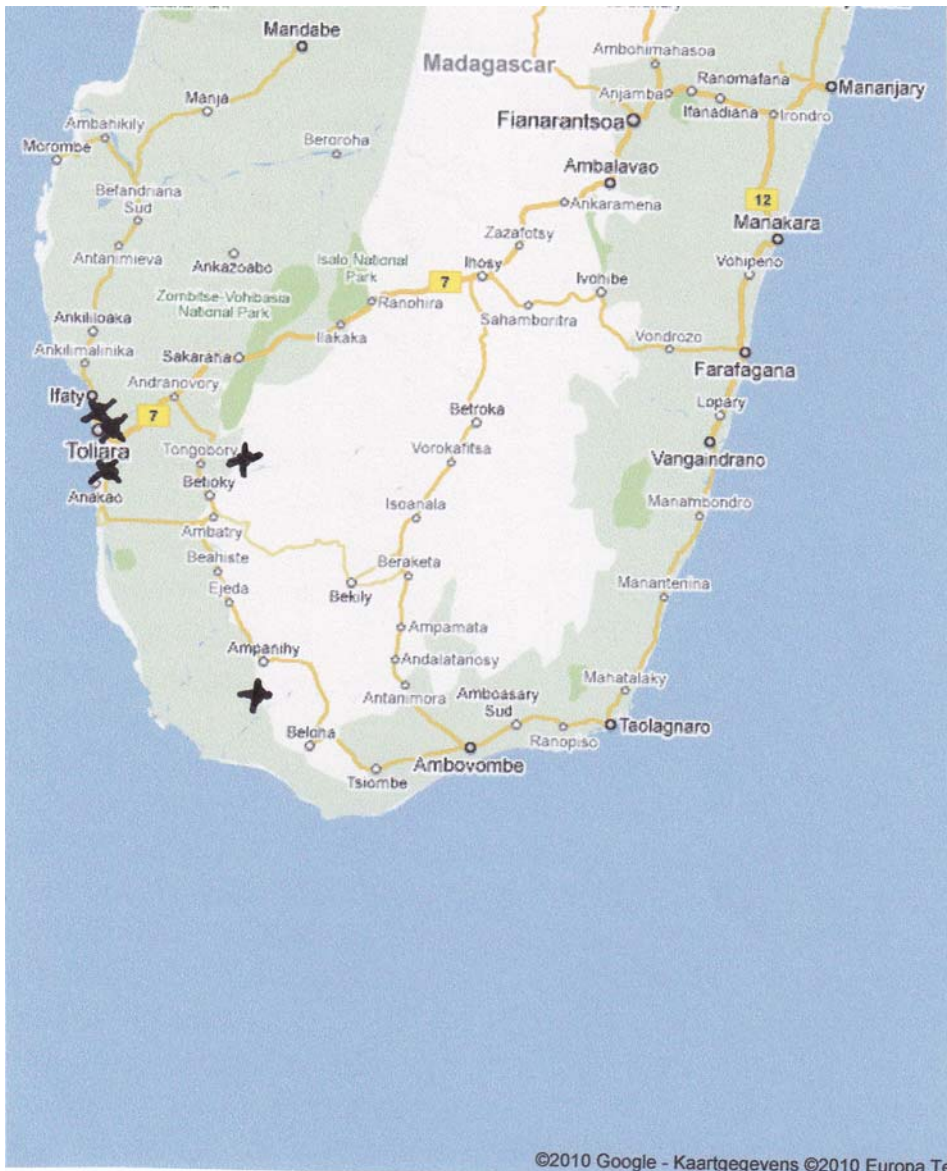 Mandabe
Ambohimahasoa
Madagascar
Ranomafana
Mananjary
Anjamba
Manja
Ifanadiana
Irondro
Fianarantsoa
Ambahikily
Beroroha
Morombe
Ambalavao
Befandriana
Sud
Ankaramena
12
Manakara
Zazafotsy
Antanimieva
Ankazoabo
Isalo National
Park
Ihosy
Vohipeno
7
Ivohibe
Zombitse-Vohibasia
National Park
Ranohira
Ankililoaka
Ilakaka
Sahamboritra
Vondrozo
Ankilimalinika
Sakaraha
Farafagana
Andranovory
Ifaty
Lopary
7
Betroka
Toliara
Tongobory
Vorokafitsa
Vangaindrano
Anakao
Betioky
Isoanala
Manambondro
Ambatry
Beahiste
Beraketa
Ejeda
Bekily
Manantenina
Ampamata
Ampanihy
Andalatanosy
Mahatalaky
Antanimora
Amboasary
Sud
Taolagnaro
Beloha
Ranopiso
Ambovombe
Tsiombe
©2010 Google - Kaartgegevens ©2010 Europa Te